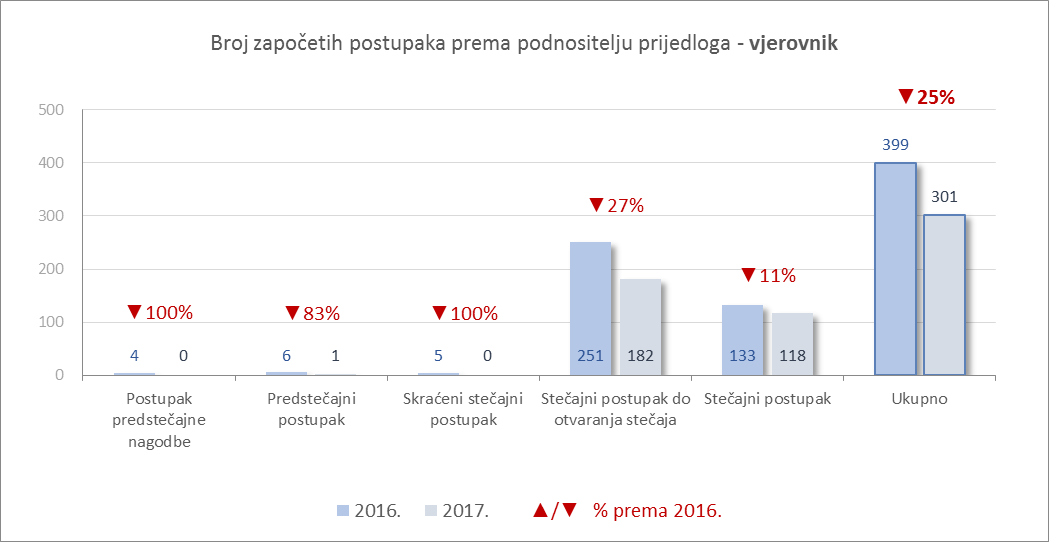 Broj započetih postupaka prema podnositelju prijedloga - vjerovnik
▼25%
500
400
300
200
100
0
399
301
▼27%
▼11%
▼100%
▼83%
▼100%
4 0
6 1
5 0
251 182
133 118
Postupak
predstečajne
nagodbe
Predstečajni
postupak
Skraćeni stečajni
postupak
Stečajni postupak do
otvaranja stečaja
Stečajni postupak
Ukupno
2016. 2017. ▲/▼ % prema 2016.